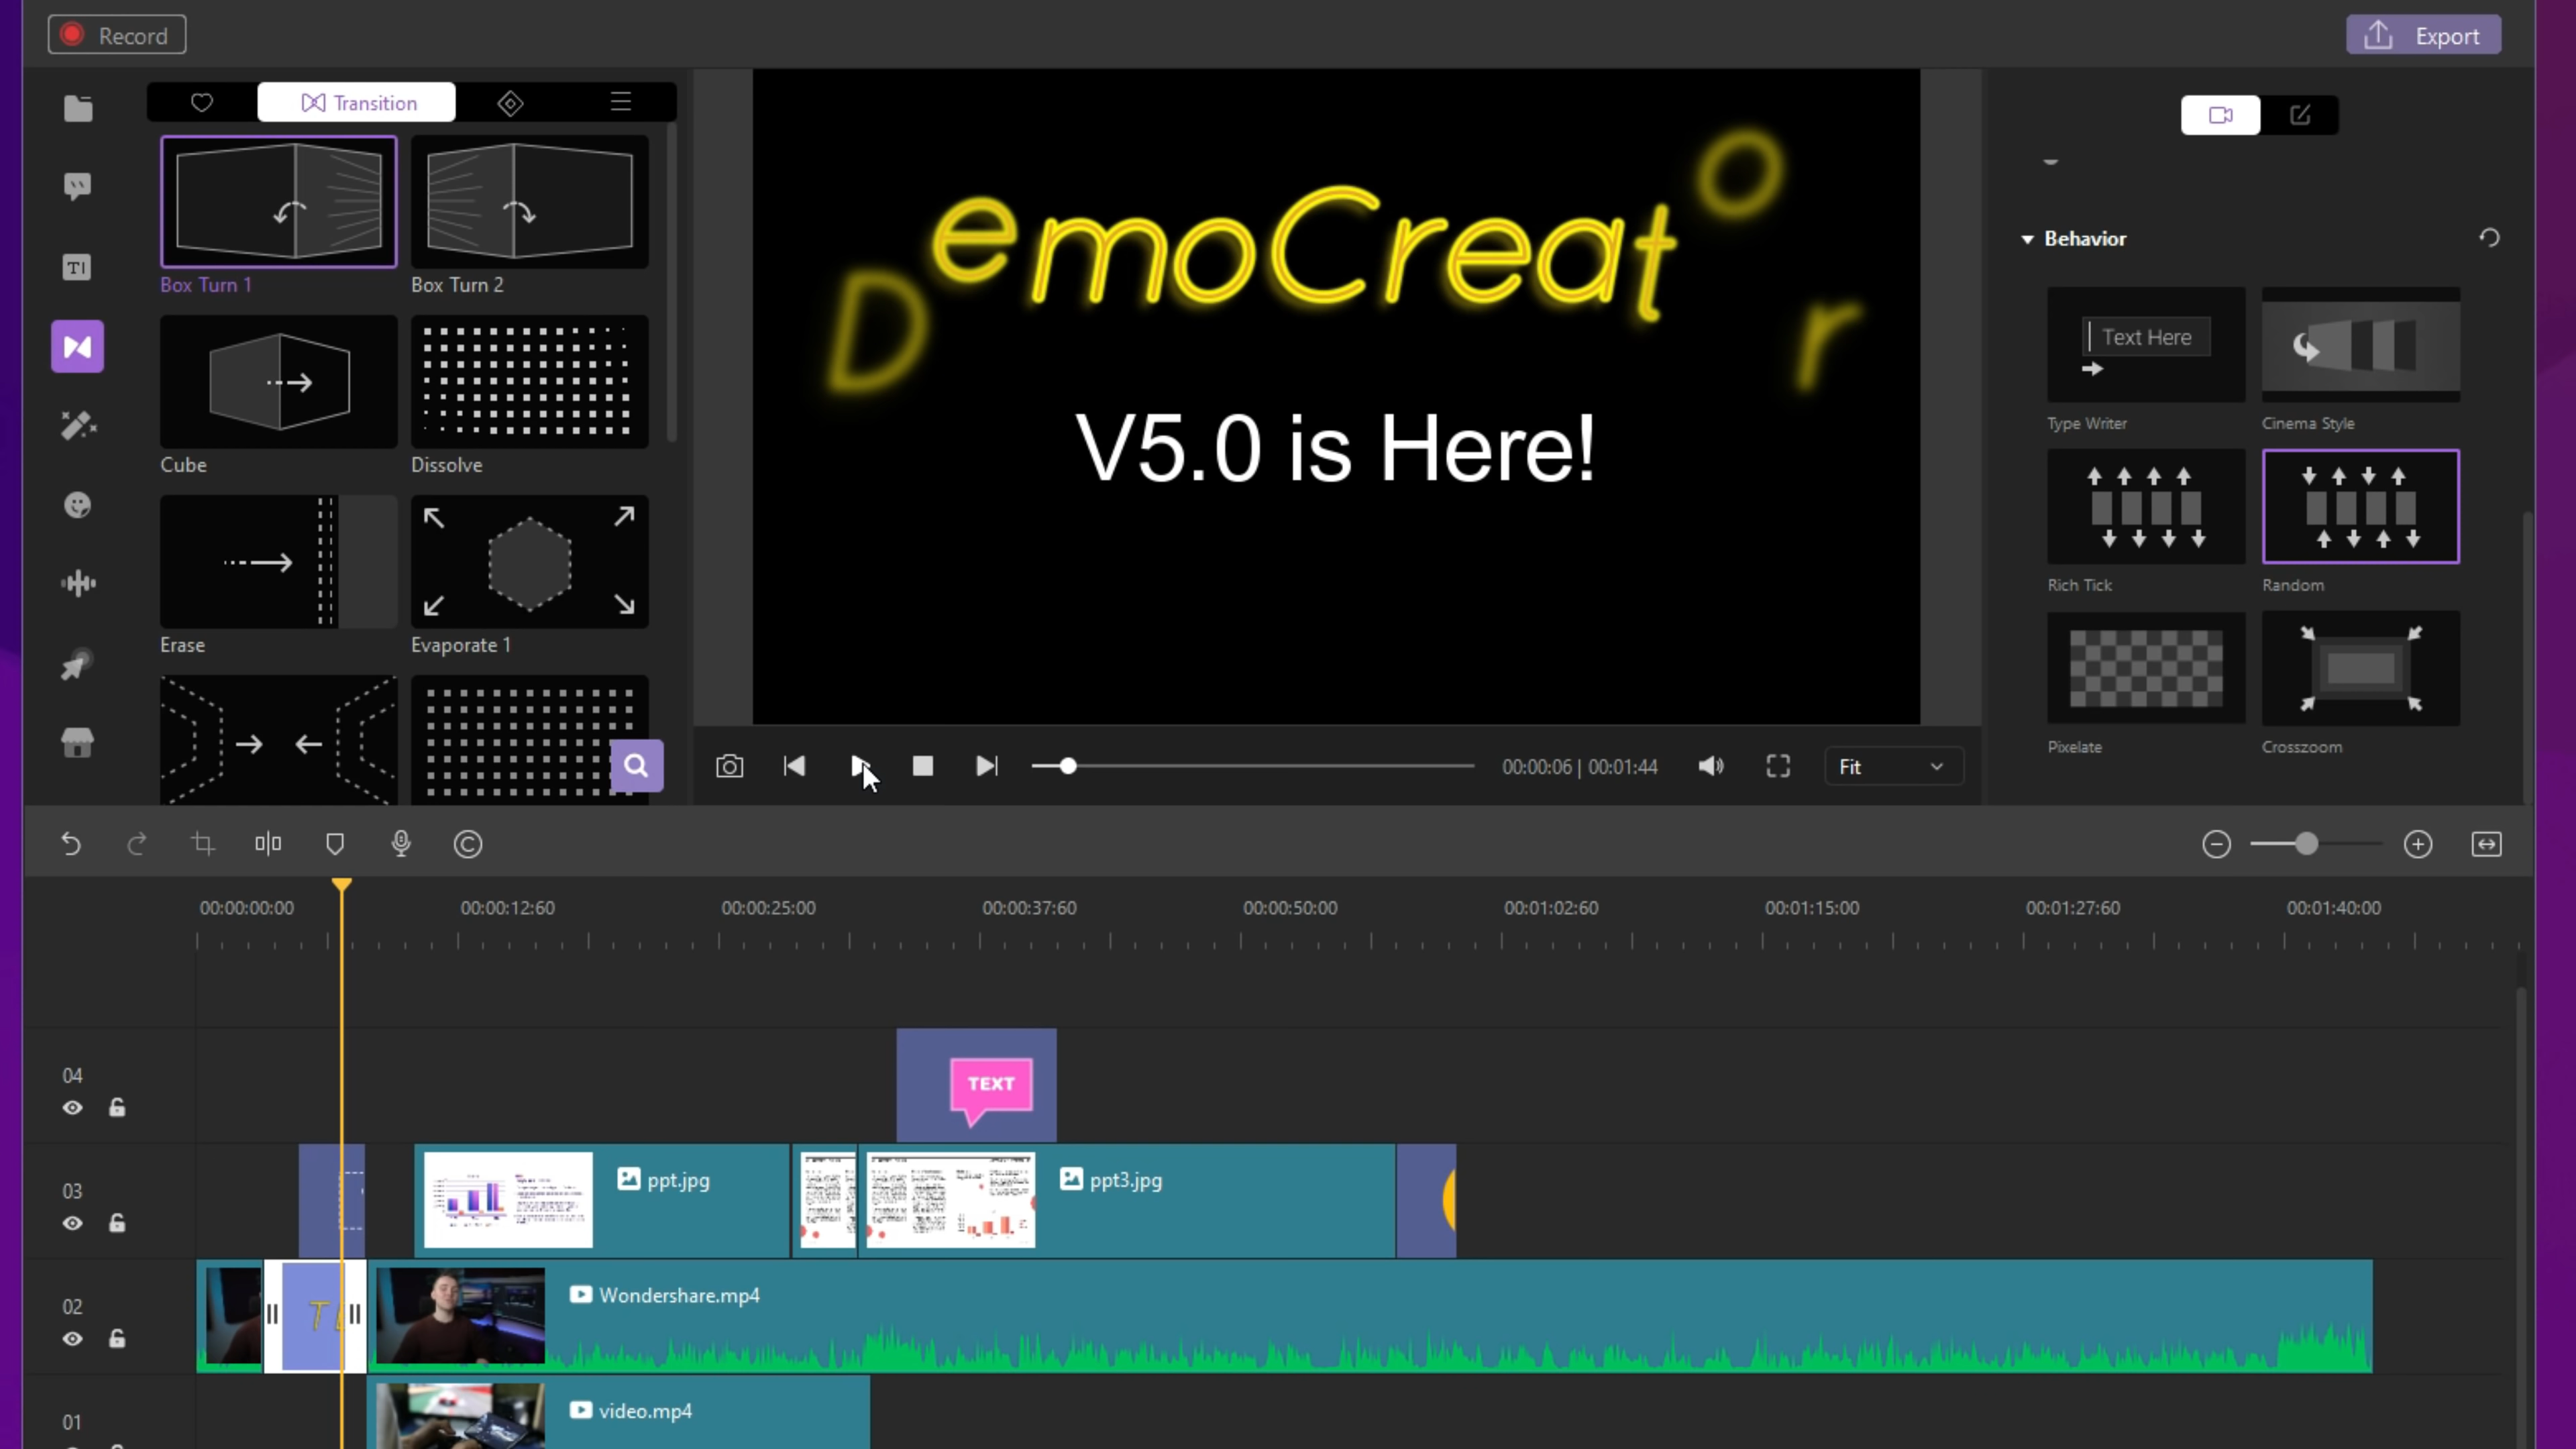 Record
Export
Transition
Box Turn 1
Box Turn 2
Cube
Dissolve
Erase
Evaporate 1
DemoCreator
V5.0 is Here!
00:00:06 | 00:01:44
Fit
Behavior
Text Here
Type Writer
Cinema Style
Rich Tick
Random
Pixelate
Crosszoom
00:00:00:00
00:00:12:60
00:00:25:00
00:00:37:60
00:00:50:00
00:01:02:60
00:01:15:00
00:01:27:60
00:01:40:00
04
TEXT
03
ppt.jpg
ppt3.jpg
02
Wondershare.mp4
01
video.mp4